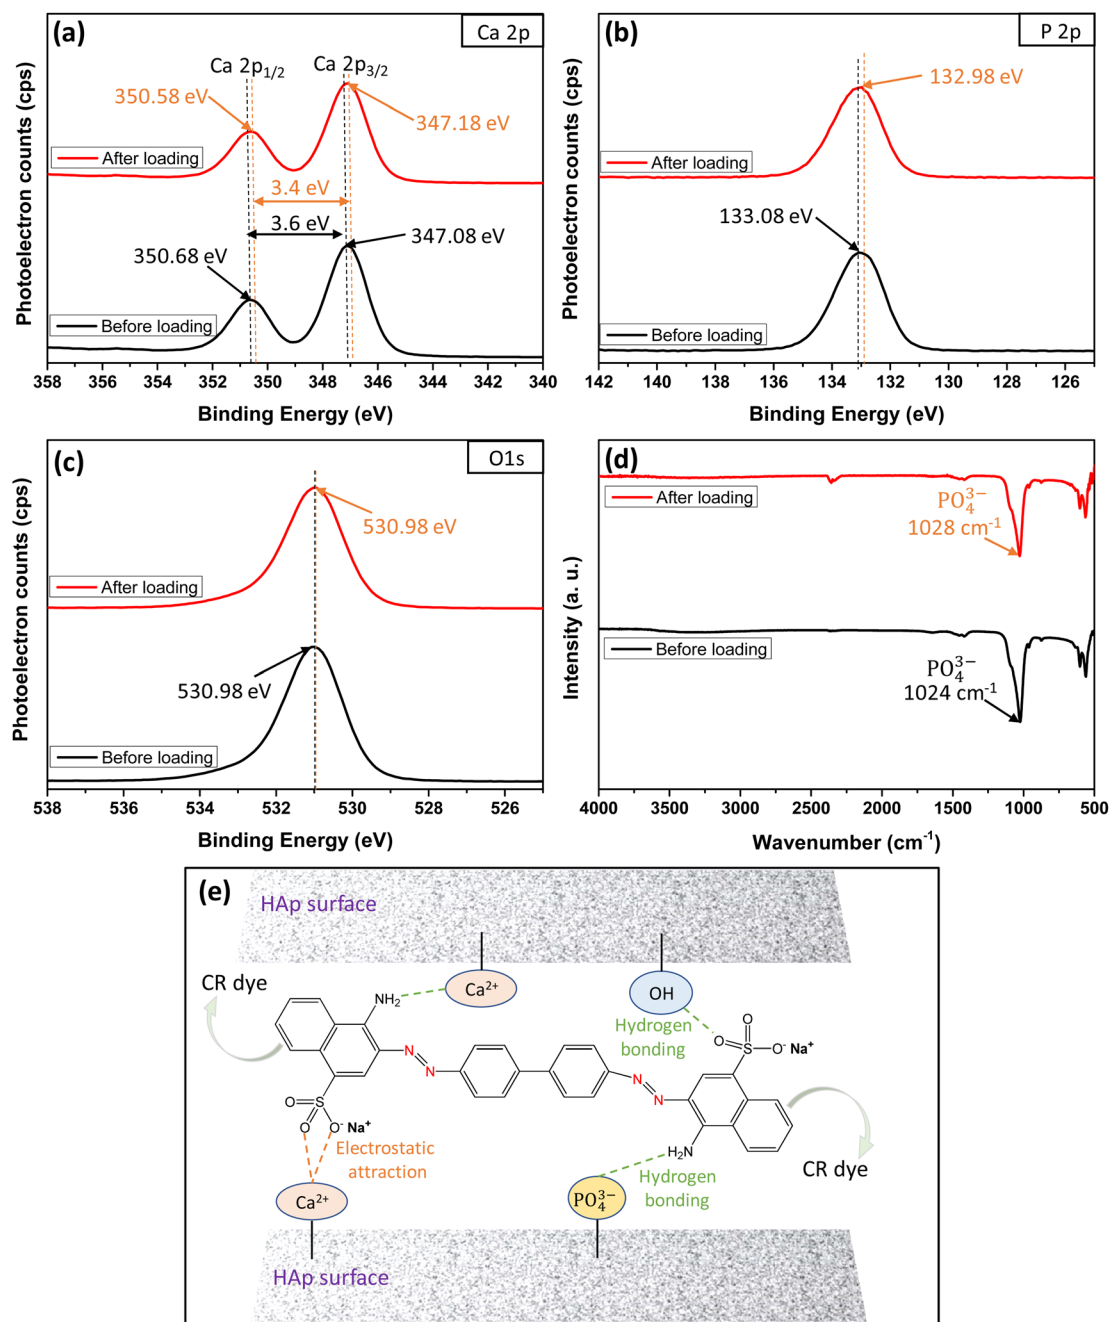 (a)
Ca 2p
Ca 2p1/2
Ca 2p3/2
350.58 eV
347.18 eV
After loading
3.4 eV
3.6 eV
350.68 eV
347.08 eV
Before loading
Photoelectron counts (cps)
358 356 354 352 350 348 346 344 342 340
Binding Energy (eV)
(b)
P 2p
132.98 eV
After loading
133.08 eV
Before loading
Photoelectron counts (cps)
142 140 138 136 134 132 130 128 126
Binding Energy (eV)
(c)
O1s
530.98 eV
After loading
530.98 eV
Before loading
Photoelectron counts (cps)
538 536 534 532 530 528 526
Binding Energy (eV)
(d)
After loading
PO₄³⁻
1028 cm⁻¹
Before loading
PO₄³⁻
1024 cm⁻¹
Intensity (a. u.)
4000 3500 3000 2500 2000 1500 1000 500
Wavenumber (cm⁻¹)
(e)
HAp surface
CR dye
NH₂
Ca²⁺
OH
Hydrogen
bonding
O
O
S
O⁻ Na⁺
N
N
N
N
O
S
O
O⁻ Na⁺
Electrostatic
attraction
H₂N
Hydrogen
bonding
CR dye
Ca²⁺
PO₄³⁻
HAp surface